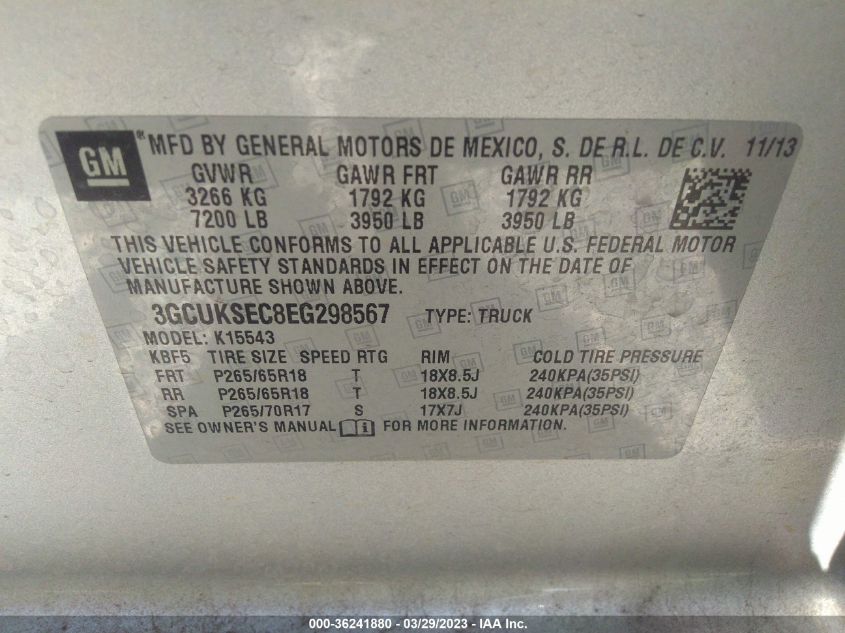 GM
® MFD BY GENERAL MOTORS DE MEXICO, S. DE R.L. DE C.V. 11/13
GVWR GAWR FRT GAWR RR
3266 KG 1792 KG 1792 KG
7200 LB 3950 LB 3950 LB
THIS VEHICLE CONFORMS TO ALL APPLICABLE U.S. FEDERAL MOTOR
VEHICLE SAFETY STANDARDS IN EFFECT ON THE DATE OF
MANUFACTURE SHOWN ABOVE.
3GCUKSEC8EG298567 TYPE: TRUCK
MODEL: K15543
KBF5 TIRE SIZE SPEED RTG RIM COLD TIRE PRESSURE
FRT P265/65R18 T 18X8.5J 240KPA(35PSI)
RR P265/65R18 T 18X8.5J 240KPA(35PSI)
SPA P265/70R17 S 17X7J 240KPA(35PSI)
SEE OWNER'S MANUAL i FOR MORE INFORMATION.
000-36241880 / 03/29/2023 - IAA Inc.